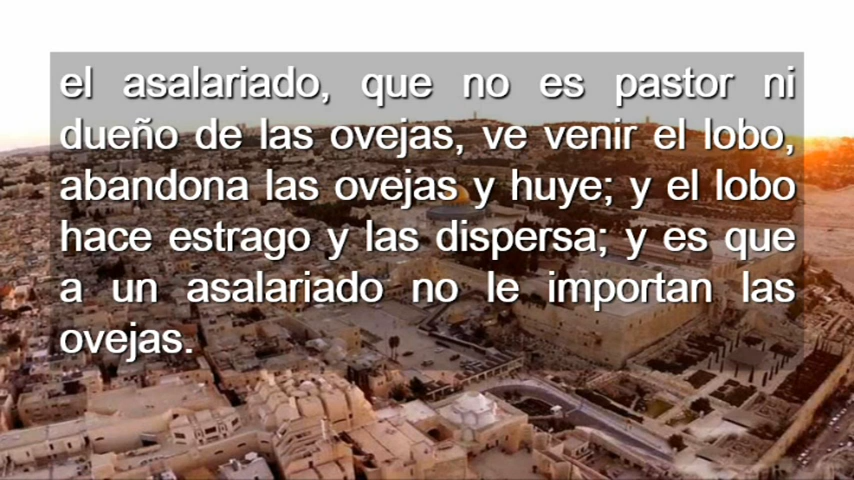 el asalariado, que no es pastor ni
dueño de las ovejas, ve venir el lobo,
abandona las ovejas y huye; y el lobo
hace estrago y las dispersa; y es que
a un asalariado no le importan las
ovejas.